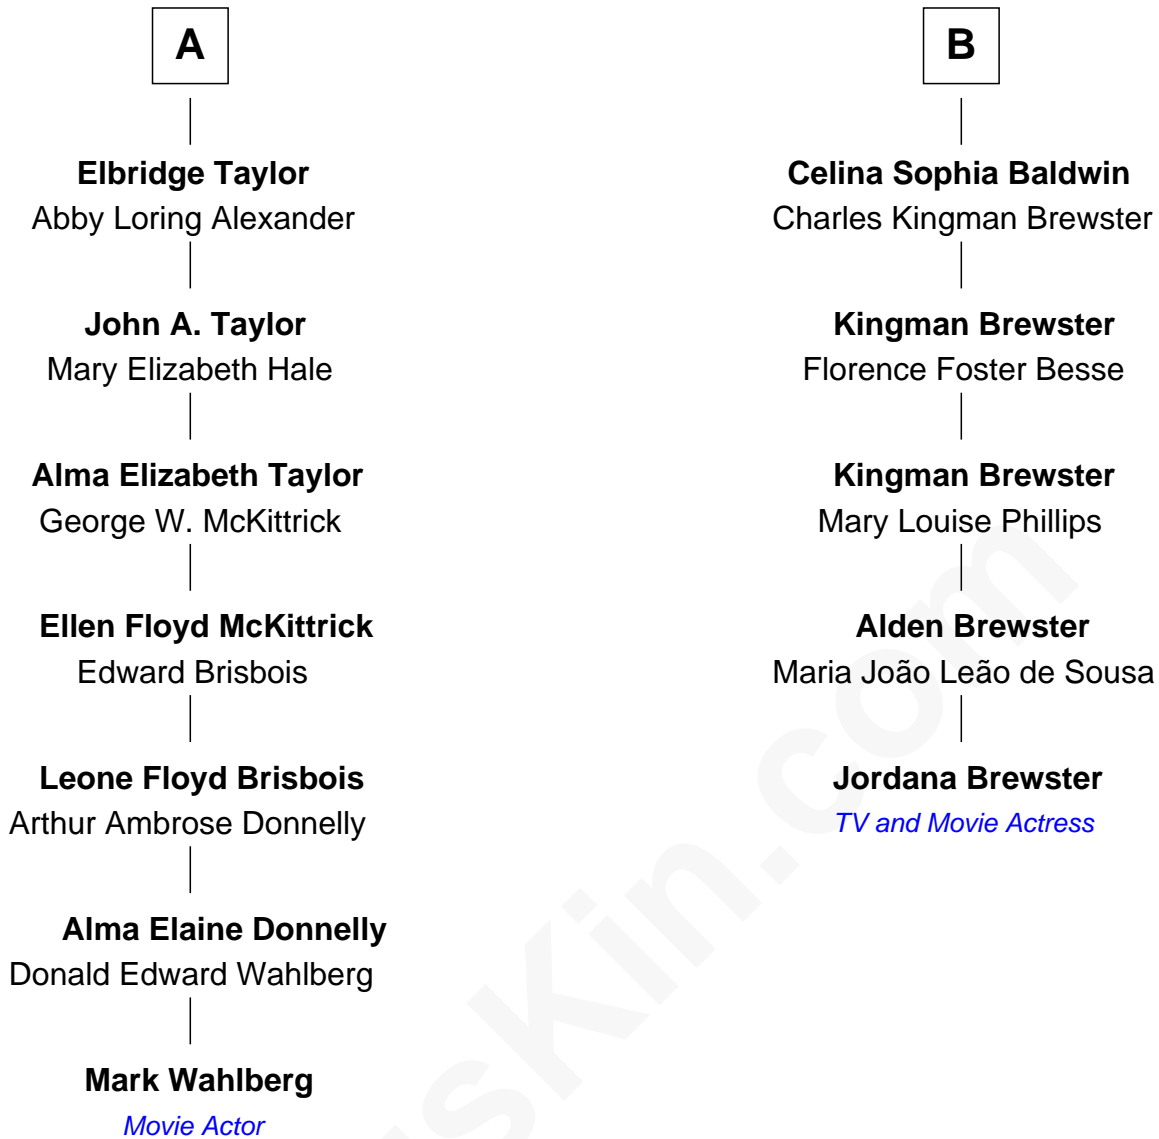 A
Elbridge Taylor
Abby Loring Alexander
John A. Taylor
Mary Elizabeth Hale
Alma Elizabeth Taylor
George W. McKittrick
Ellen Floyd McKittrick
Edward Brisbois
Leone Floyd Brisbois
Arthur Ambrose Donnelly
Alma Elaine Donnelly
Donald Edward Wahlberg
Mark Wahlberg
Movie Actor
B
Celina Sophia Baldwin
Charles Kingman Brewster
Kingman Brewster
Florence Foster Besse
Kingman Brewster
Mary Louise Phillips
Alden Brewster
Maria João Leão de Sousa
Jordana Brewster
TV and Movie Actress
sKin.com